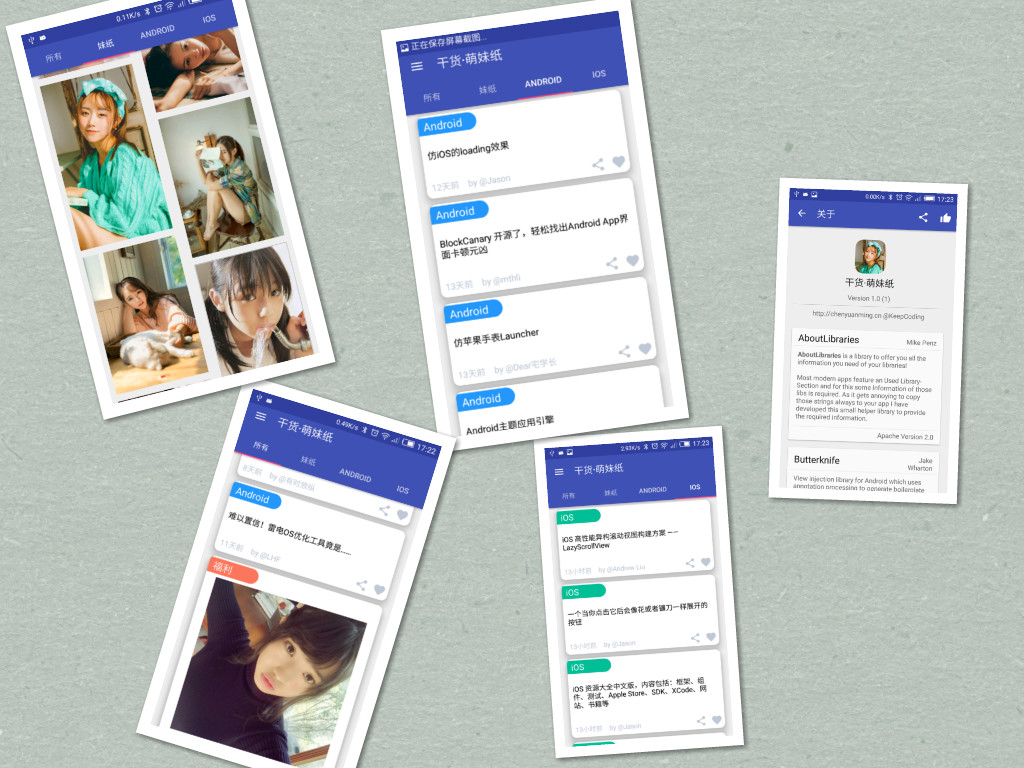 0.11K/s
所有
妹纸
ANDROID
IOS
正在保存屏幕截图...
干货·萌妹纸
所有
妹纸
ANDROID
IOS
Android
仿iOS的loading效果
12天前 by @Jason
Android
BlockCanary 开源了，轻松找出Android App界
面卡顿元凶
13天前 by @mthli
Android
仿苹果手表Launcher
13天前 by @Dear宅学长
Android
Android主题应用引擎
0.00K/s 17:23
关于
干货·萌妹纸
Version 1.0 (1)
http://chenyuanming.cn @KeepCoding
AboutLibraries
Mike Penz
AboutLibraries is a library to offer you all the
information you need of your libraries!
Most modern apps feature an Used Library-
Section and for this some information of those
libs is required. As it gets annoying to copy
those strings always to your app I have
developed this small helper library to provide
the required information.
Apache Version 2.0
Butterknife
Jake
Wharton
View injection library for Android which uses
annotation processing to generate boilerplate
0.49K/s 17:22
干货·萌妹纸
所有
妹纸
ANDROID
IOS
8天前 by @有时放纵
Android
难以置信！雷电OS优化工具竟是.....
11天前 by @LHF
福利
2.93K/s 17:23
干货·萌妹纸
所有
妹纸
ANDROID
IOS
iOS
iOS 高性能异构滚动视图构建方案 ——
LazyScrollView
13小时前 by @Andrew Liu
iOS
一个当你点击它后会像花或者镰刀一样展开的
按钮
13小时前 by @Jason
iOS
iOS 资源大全中文版，内容包括：框架、组
件、测试、Apple Store、SDK、XCode、网
站、书籍等
13小时前 by @Jason